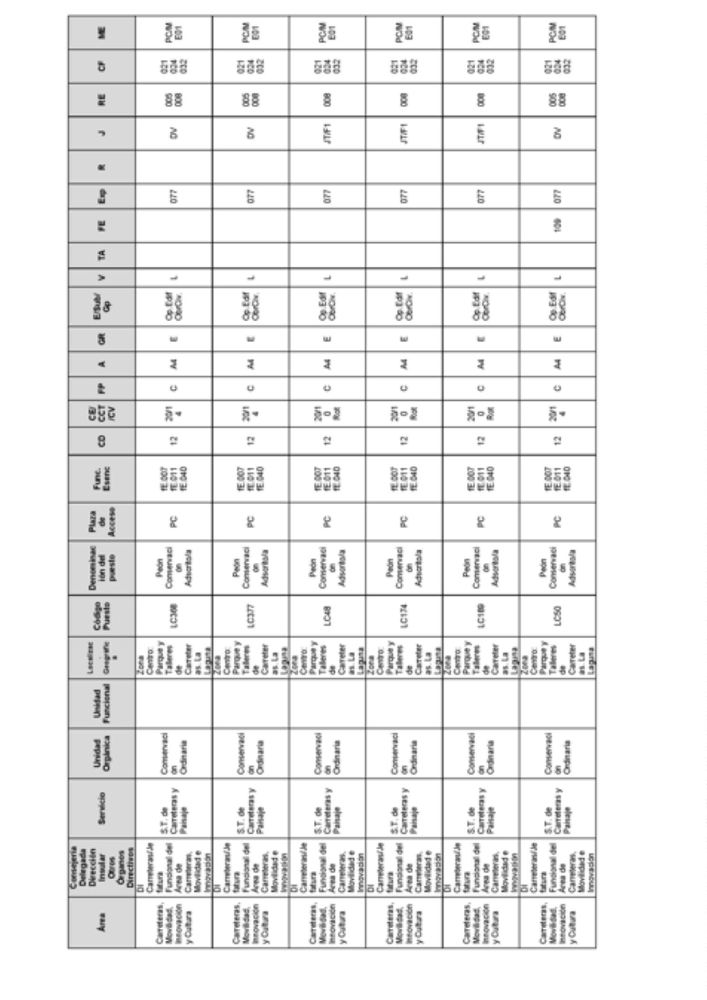 Área
Consejería
Delegada
Dirección
Insular
Otros
Órganos
Directivos
Servicio
Unidad
Orgánica
Unidad
Funcional
Localizac
.
Geográfic
a
Código
Puesto
Denominac
ión del
puesto
Plaza
de
Acceso
Func.
Esenc
CD
CE/
CCT
/CV
FP
A
GR
E/Sub/
Gp
V
TA
FE
Exp
R
J
RE
CF
ME
Carreteras,
Movilidad,
Innovación
y Cultura
DI
Carreteras/Je
fatura
Funcional del
Área de
Carreteras,
Movilidad e
Innovación
S.T. de
Carreteras y
Paisaje
Conservaci
ón
Ordinaria
Zona
Centro:
Parque y
Talleres
de
Carreter
as. La
Laguna
LC368
Peón
Conservaci
ón
Adscrito/a
PC
fE.007
fE.011
fE.040
12
20/1
4
C
A4
E
Op.Edif
ObrCiv.
L
077
DV
005
008
021
024
032
PC/M
E01
Carreteras,
Movilidad,
Innovación
y Cultura
DI
Carreteras/Je
fatura
Funcional del
Área de
Carreteras,
Movilidad e
Innovación
S.T. de
Carreteras y
Paisaje
Conservaci
ón
Ordinaria
Zona
Centro:
Parque y
Talleres
de
Carreter
as. La
Laguna
LC377
Peón
Conservaci
ón
Adscrito/a
PC
fE.007
fE.011
fE.040
12
20/1
4
C
A4
E
Op.Edif
ObrCiv.
L
077
DV
005
008
021
024
032
PC/M
E01
Carreteras,
Movilidad,
Innovación
y Cultura
DI
Carreteras/Je
fatura
Funcional del
Área de
Carreteras,
Movilidad e
Innovación
S.T. de
Carreteras y
Paisaje
Conservaci
ón
Ordinaria
Zona
Centro:
Parque y
Talleres
de
Carreter
as. La
Laguna
LC48
Peón
Conservaci
ón
Adscrito/a
PC
fE.007
fE.011
fE.040
12
20/1
0
Rot
C
A4
E
Op.Edif
ObrCiv.
L
077
JT/F1
008
021
024
032
PC/M
E01
Carreteras,
Movilidad,
Innovación
y Cultura
DI
Carreteras/Je
fatura
Funcional del
Área de
Carreteras,
Movilidad e
Innovación
S.T. de
Carreteras y
Paisaje
Conservaci
ón
Ordinaria
Zona
Centro:
Parque y
Talleres
de
Carreter
as. La
Laguna
LC174
Peón
Conservaci
ón
Adscrito/a
PC
fE.007
fE.011
fE.040
12
20/1
0
Rot
C
A4
E
Op.Edif
ObrCiv.
L
077
JT/F1
008
021
024
032
PC/M
E01
Carreteras,
Movilidad,
Innovación
y Cultura
DI
Carreteras/Je
fatura
Funcional del
Área de
Carreteras,
Movilidad e
Innovación
S.T. de
Carreteras y
Paisaje
Conservaci
ón
Ordinaria
Zona
Centro:
Parque y
Talleres
de
Carreter
as. La
Laguna
LC189
Peón
Conservaci
ón
Adscrito/a
PC
fE.007
fE.011
fE.040
12
20/1
0
Rot
C
A4
E
Op.Edif
ObrCiv.
L
077
JT/F1
008
021
024
032
PC/M
E01
Carreteras,
Movilidad,
Innovación
y Cultura
DI
Carreteras/Je
fatura
Funcional del
Área de
Carreteras,
Movilidad e
Innovación
S.T. de
Carreteras y
Paisaje
Conservaci
ón
Ordinaria
Zona
Centro:
Parque y
Talleres
de
Carreter
as. La
Laguna
LC50
Peón
Conservaci
ón
Adscrito/a
PC
fE.007
fE.011
fE.040
12
20/1
4
C
A4
E
Op.Edif
ObrCiv.
L
109
077
DV
005
008
021
024
032
PC/M
E01